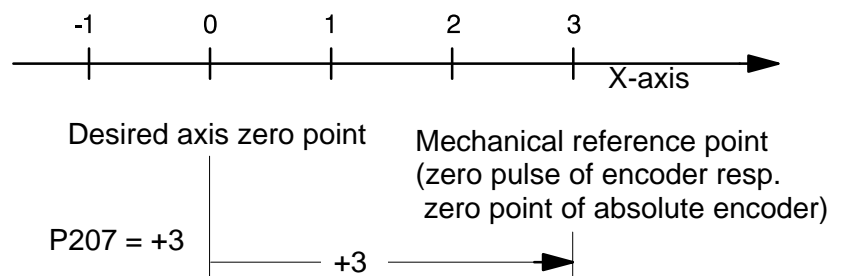 -1 0 1 2 3
X-axis
Desired axis zero point
Mechanical reference point
(zero pulse of encoder resp.
zero point of absolute encoder)
P207 = +3
+3